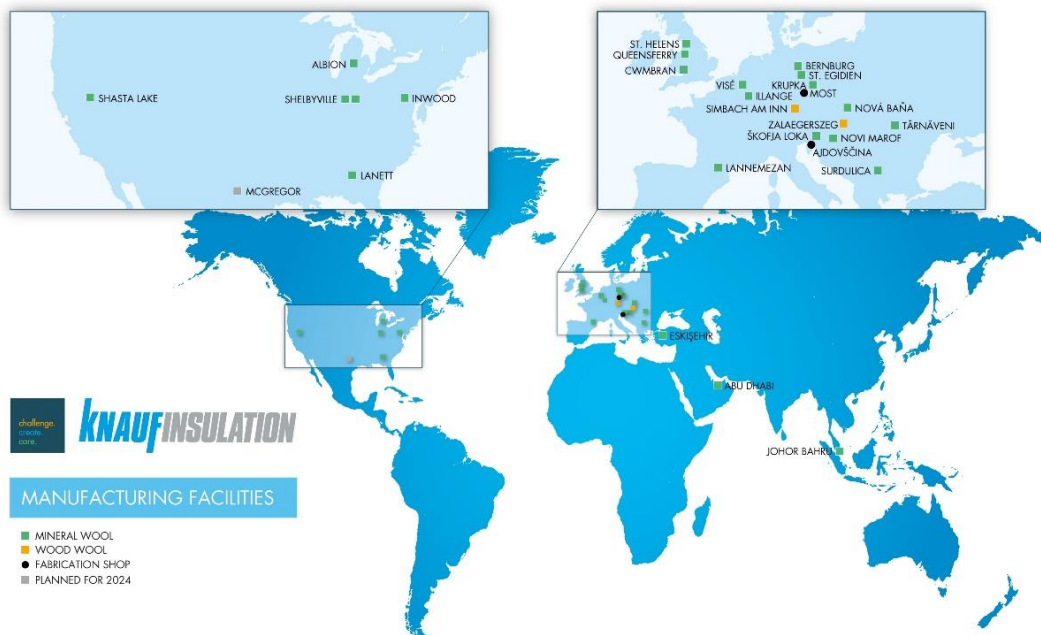 ALBION
SHASTA LAKE
SHELBYVILLE
INWOOD
LANETT
MCGREGOR
ST. HELENS
QUEENSFERRY
CWMBRAN
BERNBURG
ST. EGIDIEN
VISÉ
KRUPKA
ILLANGE
MOST
SIMBACH AM INN
NOVÁ BAŇA
ZALAEGERSZEG
TÂRNĂVENI
ŠKOFJA LOKA
NOVI MAROF
AJDOVŠČINA
LANNEMEZAN
SURDULICA
ESKIŞEHİR
ABU DHABI
JOHOR BAHRU
challenge.
create.
care.
KNAUFINSULATION
MANUFACTURING FACILITIES
MINERAL WOOL
WOOD WOOL
FABRICATION SHOP
PLANNED FOR 2024